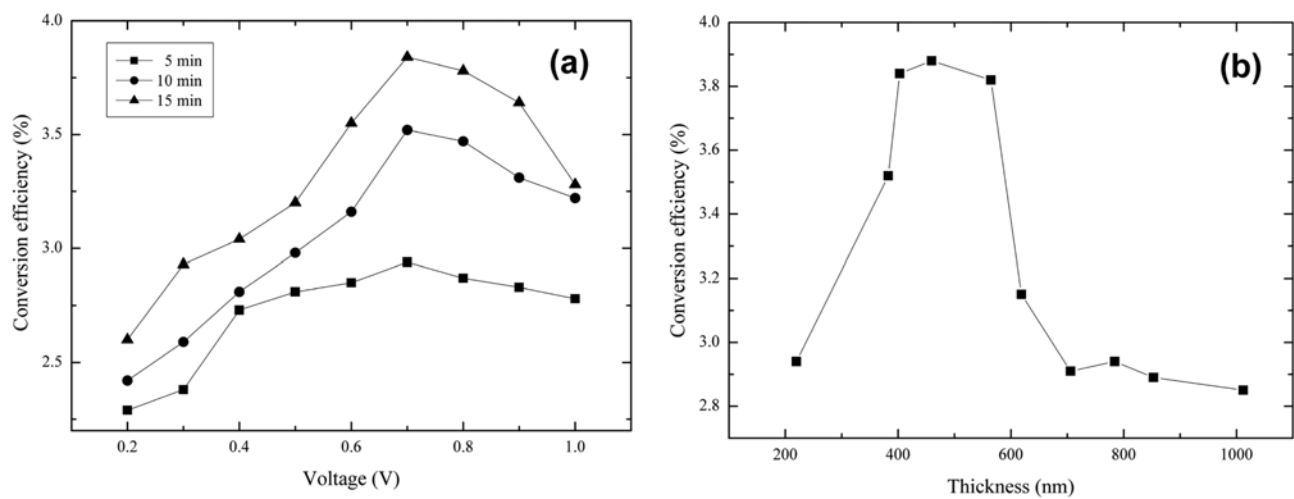 4.0
3.5
3.0
2.5
0.2 0.4 0.6 0.8 1.0
Voltage (V)
Conversion efficiency (%)
5 min
10 min
15 min
(a)
4.0
3.8
3.6
3.4
3.2
3.0
2.8
200 400 600 800 1000
Thickness (nm)
Conversion effciency (%)
(b)